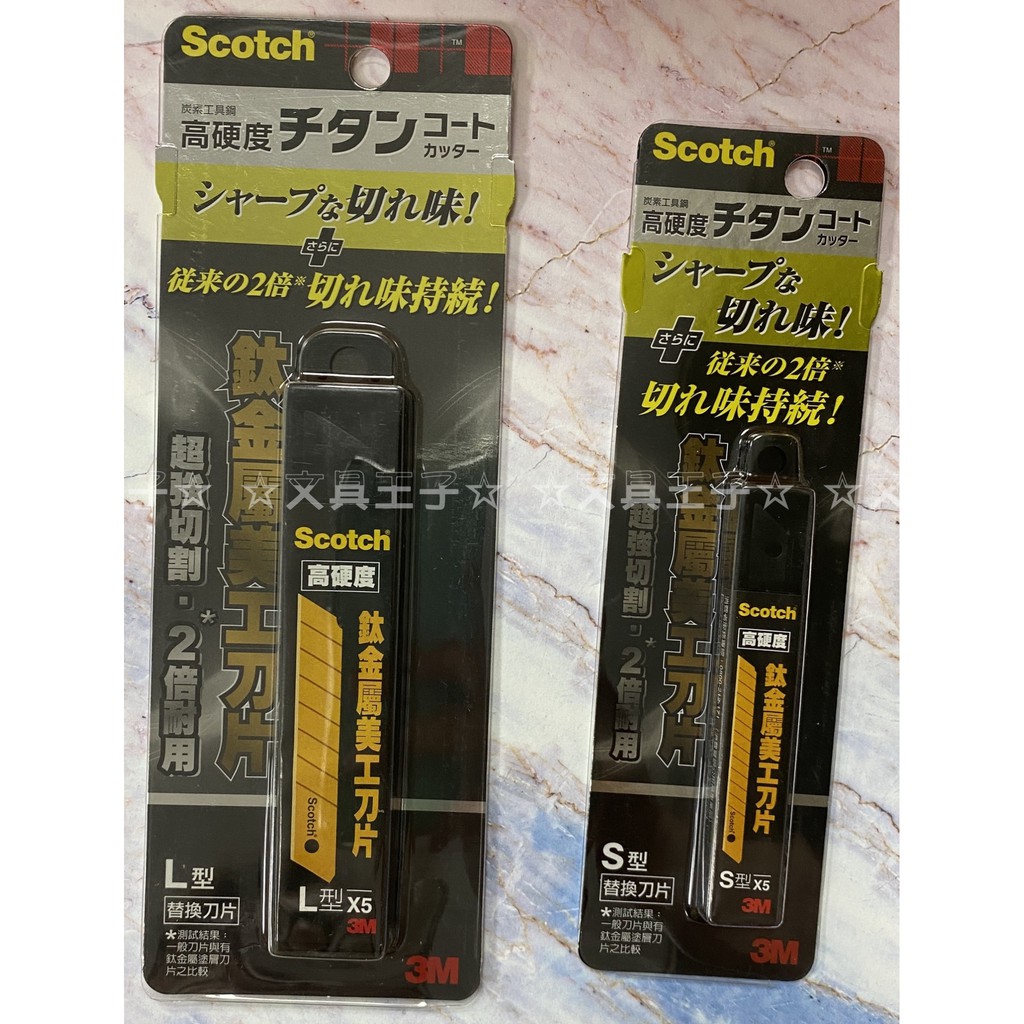 Scotch®
TM
炭素工具鋼
高硬度チタンコート
カッター
シャープな切れ味！
さらに
従来の2倍※切れ味持続！
鈦金屬美工刀片
超強切割・*2倍耐用
Scotch®
高硬度
鈦金屬美工刀片
Scotch®
L型 X5
3M
L型
替換刀片
*測試結果：
一般刀片與有
鈦金屬塗層刀
片之比較
3M
Scotch®
TM
炭素工具鋼
高硬度チタンコート
カッター
シャープな
切れ味！
さらに
従来の2倍※
切れ味持続！
鈦金屬美工刀片
超強切割・*2倍耐用
Scotch
高硬度
鈦金屬美工刀片
Scotch®
S型 X5
3M
S型
替換刀片
*測試結果：
一般刀片與有
鈦金屬塗層刀
片之比較
3M
子☆ ☆文具王子☆ ☆文具王子☆ ☆文